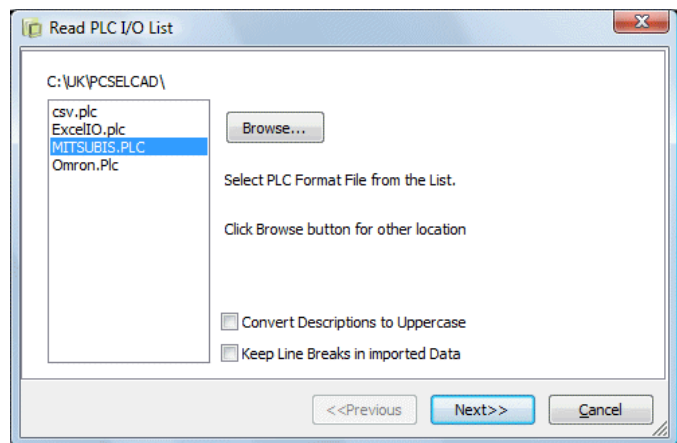 Read PLC I/O List
C:\UK\PCSELCAD\
csv.plc
ExcelIO.plc
MITSUBIS.PLC
Omron.Plc
Browse...
Select PLC Format File from the List.
Click Browse button for other location
Convert Descriptions to Uppercase
Keep Line Breaks in imported Data
<<Previous
Next>>
Cancel